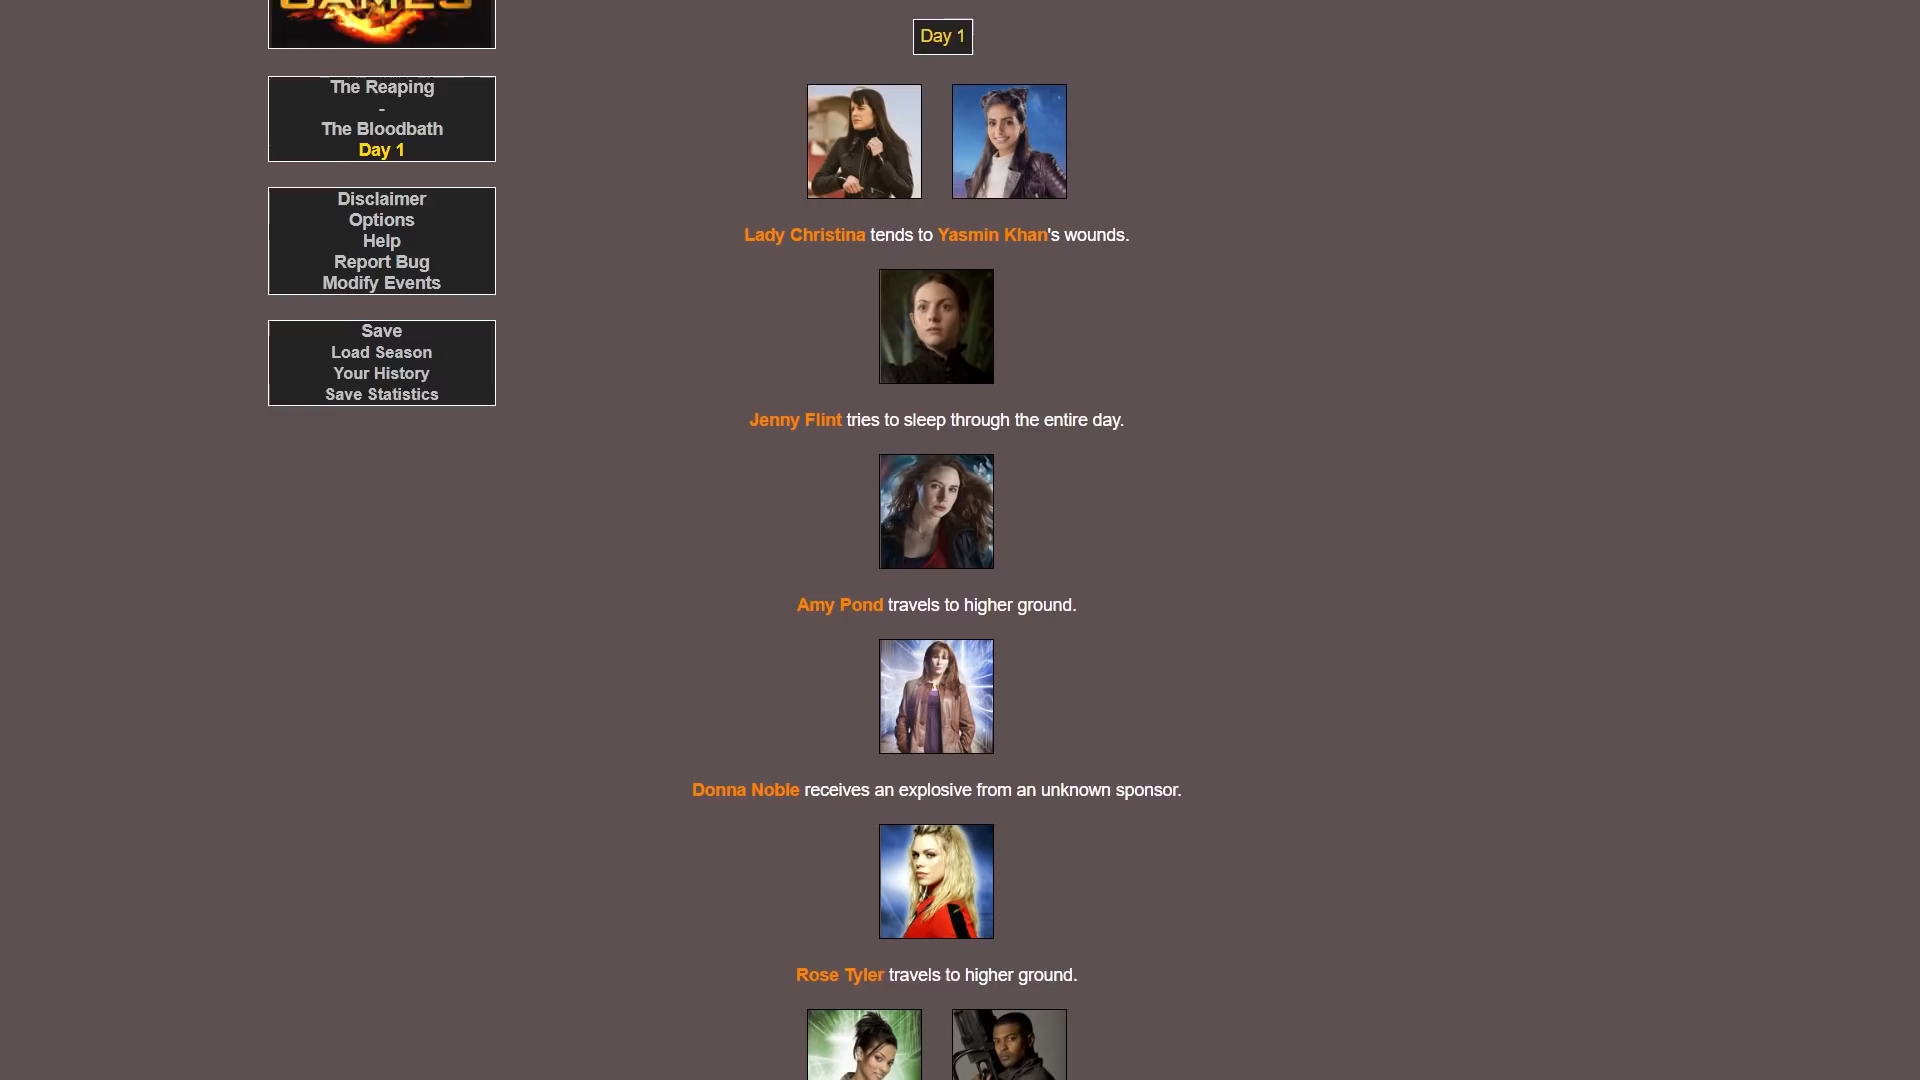 GAMES
The Reaping
-
The Bloodbath
Day 1
Disclaimer
Options
Help
Report Bug
Modify Events
Save
Load Season
Your History
Save Statistics
Day 1
Lady Christina tends to Yasmin Khan's wounds.
Jenny Flint tries to sleep through the entire day.
Amy Pond travels to higher ground.
Donna Noble receives an explosive from an unknown sponsor.
Rose Tyler travels to higher ground.